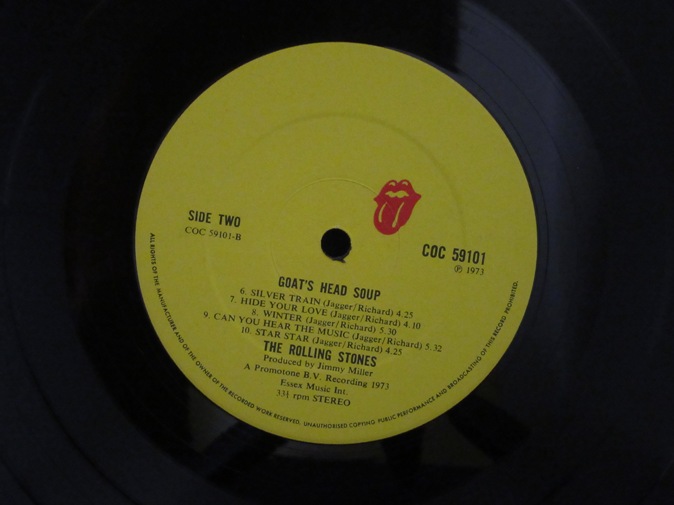 SIDE TWO
COC 59101-B
COC 59101
℗ 1973
GOAT'S HEAD SOUP
6. SILVER TRAIN (Jagger/Richard) 4.25
7. HIDE YOUR LOVE (Jagger/Richard) 4.10
8. WINTER (Jagger/Richard) 5.30
9. CAN YOU HEAR THE MUSIC (Jagger/Richard) 5.32
10. STAR STAR (Jagger/Richard) 4.25
THE ROLLING STONES
Produced by Jimmy Miller
A Promotone B.V. Recording 1973
Essex Music Int.
33⅓ rpm STEREO
ALL RIGHTS OF THE MANUFACTURER AND OF THE OWNER OF THE RECORDED WORK RESERVED. UNAUTHORISED COPYING PUBLIC PERFORMANCE AND BROADCASTING OF THIS RECORD PROHIBITED.